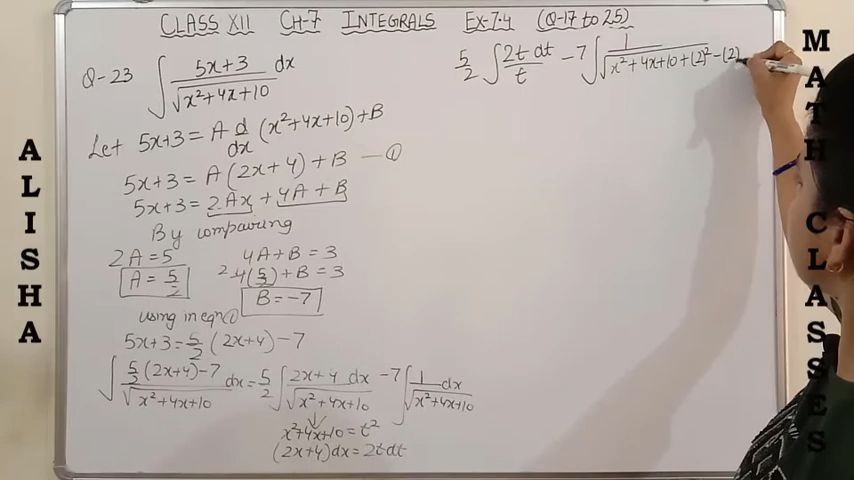 CLASS XII CH-7 INTEGRALS EX-7.4 (Q-17 to 25)
Q-23 ∫ 5x+3 / √(x²+4x+10) dx
Let 5x+3 = A d/dx (x²+4x+10)+B
5x+3 = A(2x+4)+B —①
5x+3 = 2Ax + 4A+B
By comparing
2A = 5 4A+B = 3
A = 5/2 2 4(5/2)+B = 3
B = -7
using in eqn①
5x+3 = 5/2 (2x+4) -7
∫ 5/2 (2x+4)-7 / √(x²+4x+10) dx = 5/2 ∫ 2x+4 dx / √(x²+4x+10) -7 ∫ 1 dx / √(x²+4x+10)
x²+4x+10 = t²
(2x+4)dx = 2t dt
5/2 ∫ 2t dt / t -7 ∫ 1 / √(x²+4x+10+(2)²-(2)
ALISHA
MATH CLASSES